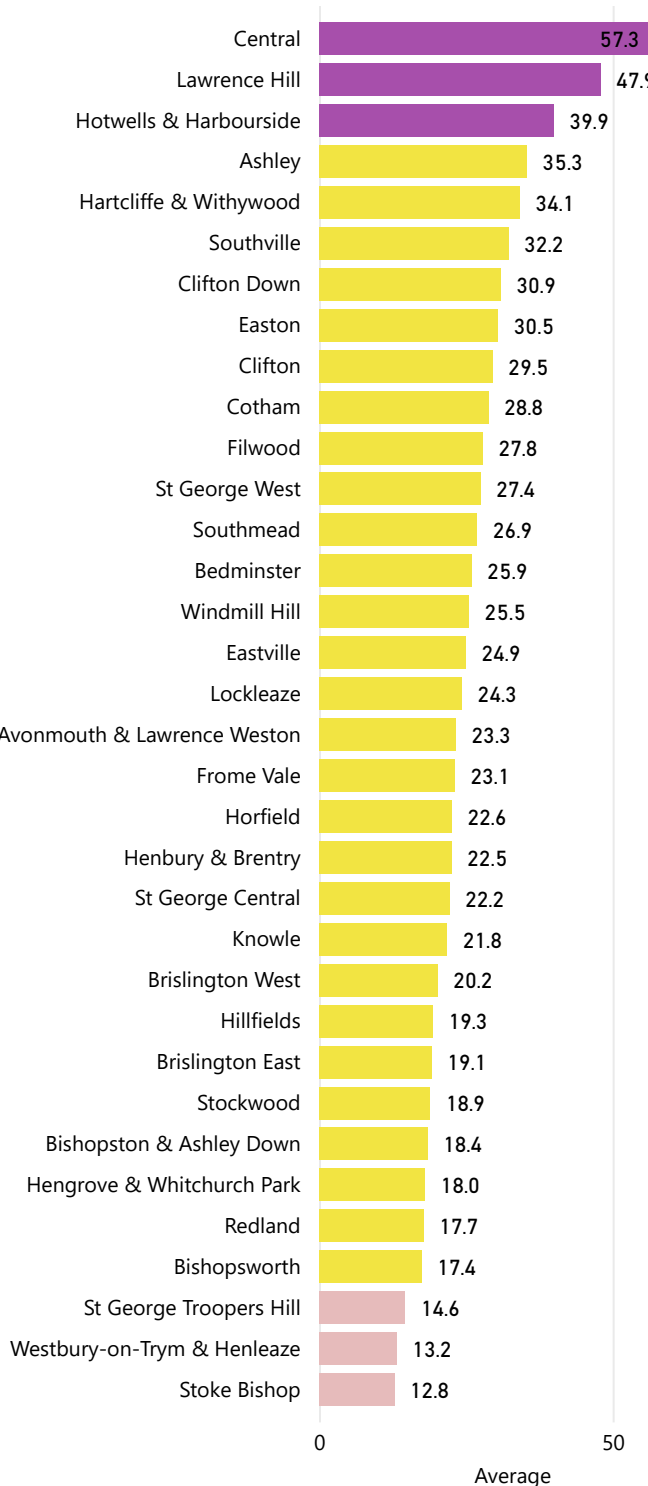 Central 57.3
Lawrence Hill 47.9
Hotwells & Harbourside 39.9
Ashley 35.3
Hartcliffe & Withywood 34.1
Southville 32.2
Clifton Down 30.9
Easton 30.5
Clifton 29.5
Cotham 28.8
Filwood 27.8
St George West 27.4
Southmead 26.9
Bedminster 25.9
Windmill Hill 25.5
Eastville 24.9
Lockleaze 24.3
Avonmouth & Lawrence Weston 23.3
Frome Vale 23.1
Horfield 22.6
Henbury & Brentry 22.5
St George Central 22.2
Knowle 21.8
Brislington West 20.2
Hillfields 19.3
Brislington East 19.1
Stockwood 18.9
Bishopston & Ashley Down 18.4
Hengrove & Whitchurch Park 18.0
Redland 17.7
Bishopsworth 17.4
St George Troopers Hill 14.6
Westbury-on-Trym & Henleaze 13.2
Stoke Bishop 12.8
0 50
Average